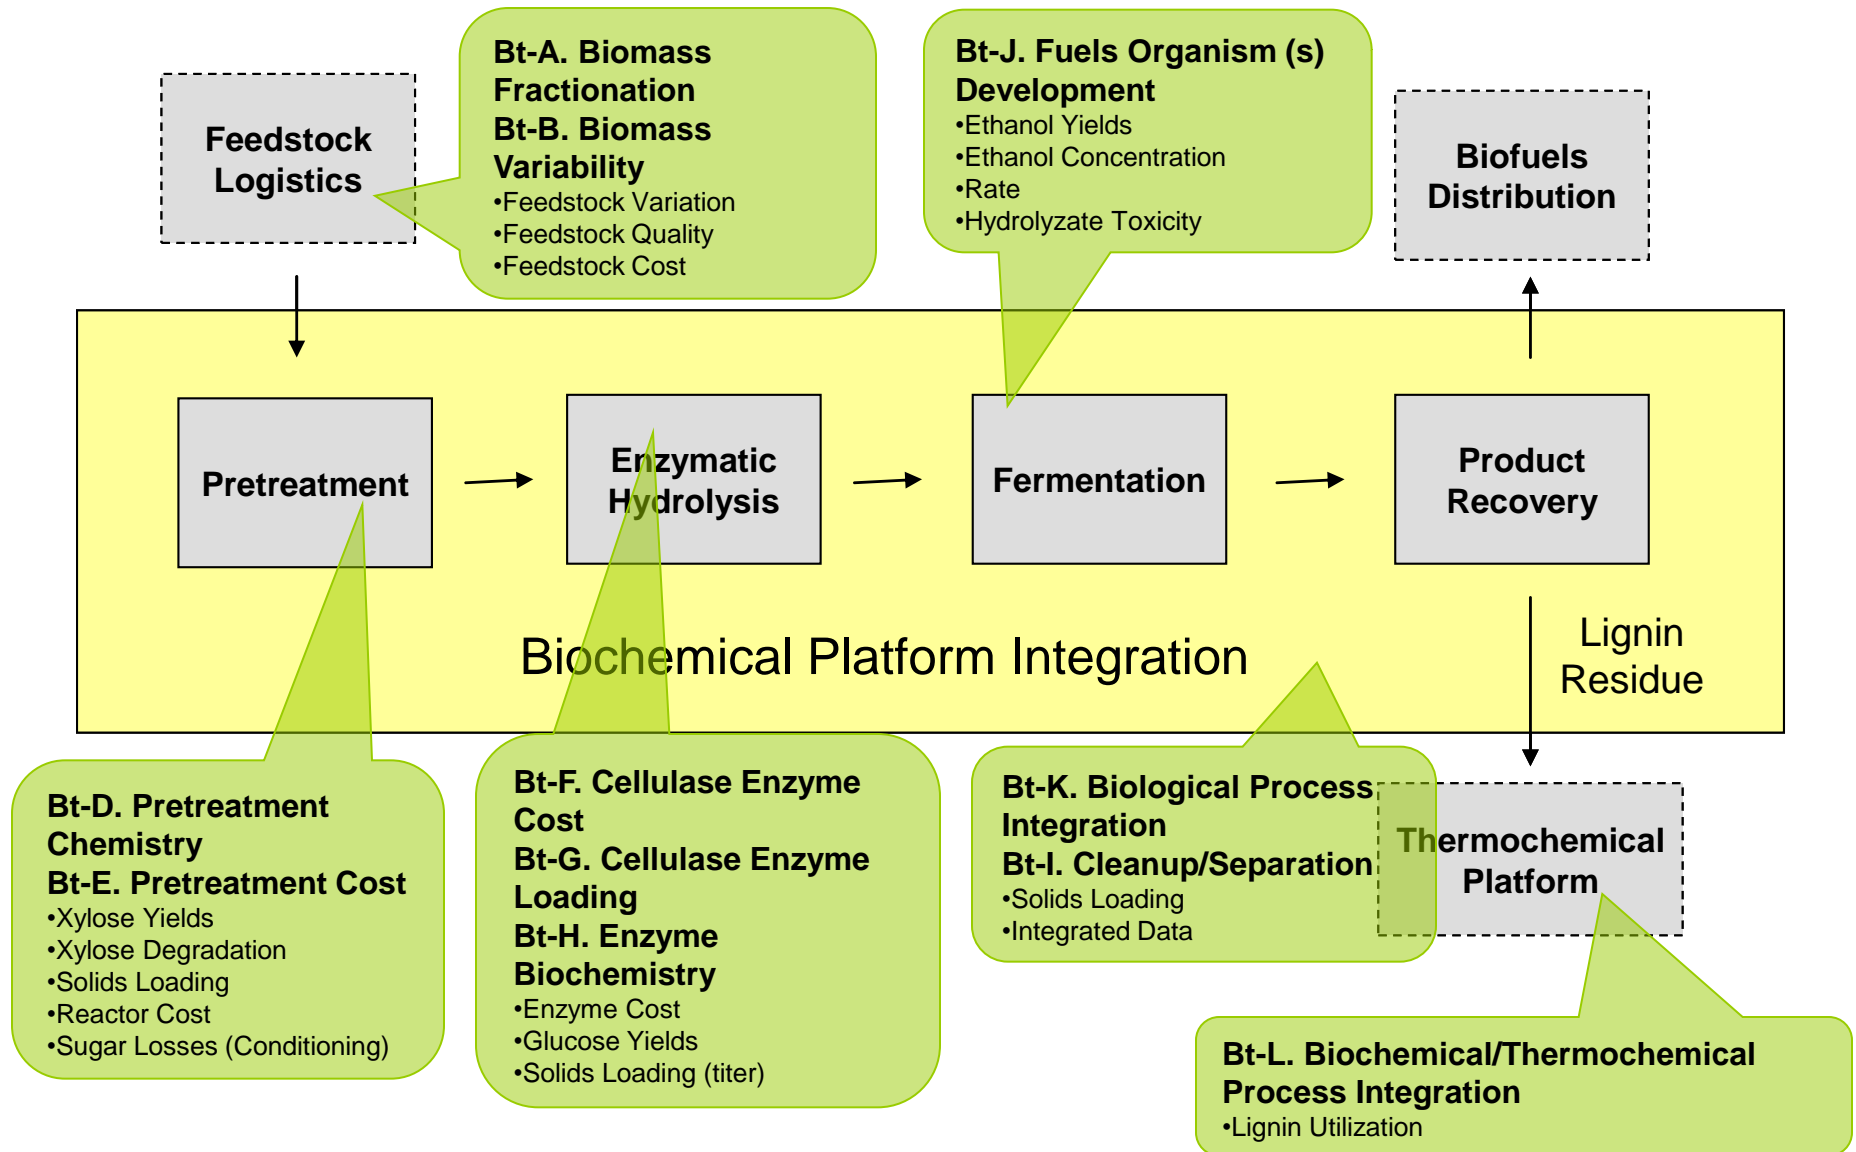 Feedstock
Logistics
Bt-A. Biomass
Fractionation
Bt-B. Biomass
Variability
•Feedstock Variation
•Feedstock Quality
•Feedstock Cost
Bt-J. Fuels Organism (s)
Development
•Ethanol Yields
•Ethanol Concentration
•Rate
•Hydrolyzate Toxicity
Biofuels
Distribution
Pretreatment
Enzymatic
Hydrolysis
Fermentation
Product
Recovery
Biochemical Platform Integration
Lignin
Residue
Bt-D. Pretreatment
Chemistry
Bt-E. Pretreatment Cost
•Xylose Yields
•Xylose Degradation
•Solids Loading
•Reactor Cost
•Sugar Losses (Conditioning)
Bt-F. Cellulase Enzyme
Cost
Bt-G. Cellulase Enzyme
Loading
Bt-H. Enzyme
Biochemistry
•Enzyme Cost
•Glucose Yields
•Solids Loading (titer)
Bt-K. Biological Process
Integration
Bt-I. Cleanup/Separation
•Solids Loading
•Integrated Data
Thermochemical
Platform
Bt-L. Biochemical/Thermochemical
Process Integration
•Lignin Utilization